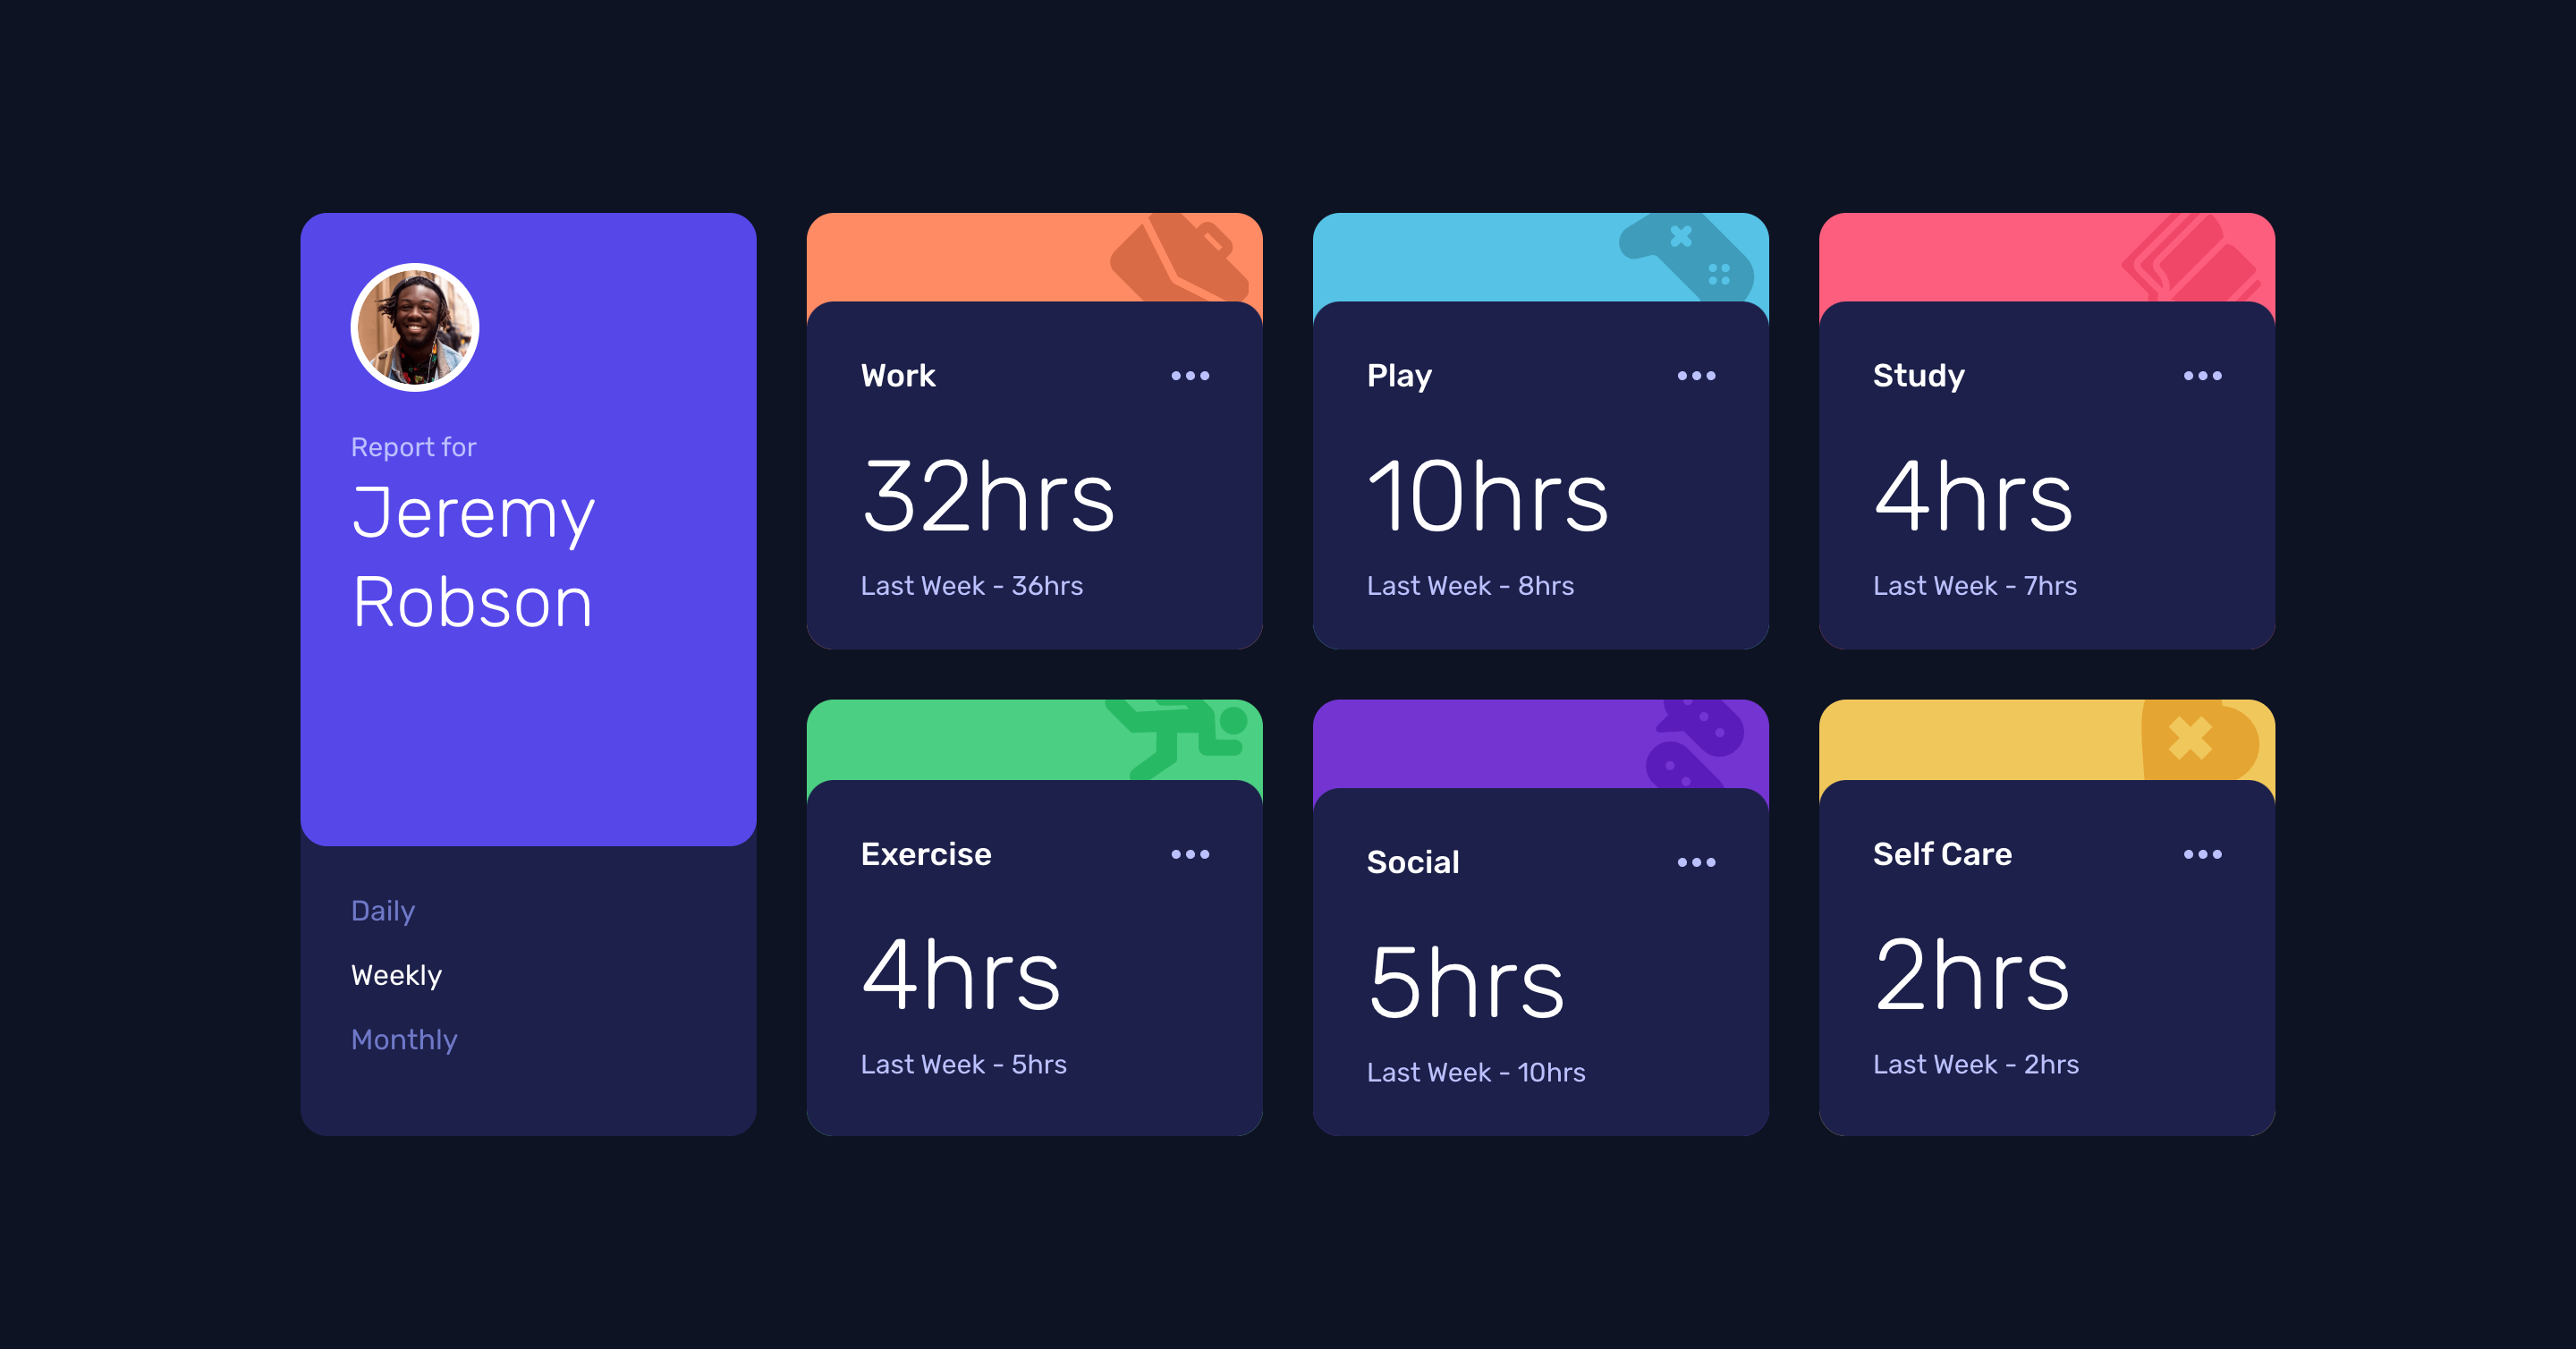 Report for
Jeremy
Robson
Daily
Weekly
Monthly
Work
32hrs
Last Week - 36hrs
Play
10hrs
Last Week - 8hrs
Study
4hrs
Last Week - 7hrs
Exercise
4hrs
Last Week - 5hrs
Social
5hrs
Last Week - 10hrs
Self Care
2hrs
Last Week - 2hrs